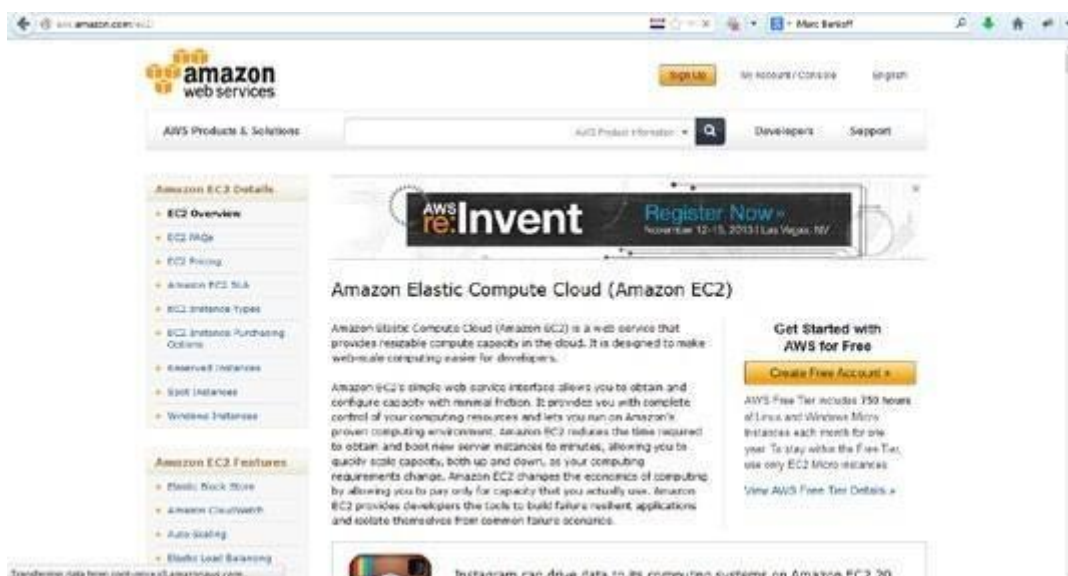 aws.amazon.com/ec2/
Marc Benioff
amazon
web services
Sign Up
My Account / Console
English
AWS Products & Solutions
AWS Product Information
Developers
Support
Amazon EC2 Details
EC2 Overview
EC2 FAQs
EC2 Pricing
Amazon EC2 SLA
EC2 Instance Types
EC2 Instance Purchasing
Options
Reserved Instances
Spot Instances
Windows Instances
Amazon EC2 Features
Elastic Block Store
Amazon CloudWatch
Auto Scaling
Elastic Load Balancing
AWS
re:Invent
Register Now »
November 12-15, 2013 | Las Vegas, NV
Amazon Elastic Compute Cloud (Amazon EC2)
Amazon Elastic Compute Cloud (Amazon EC2) is a web service that
provides resizable compute capacity in the cloud. It is designed to make
web-scale computing easier for developers.
Amazon EC2's simple web service interface allows you to obtain and
configure capacity with minimal friction. It provides you with complete
control of your computing resources and lets you run on Amazon's
proven computing environment. Amazon EC2 reduces the time required
to obtain and boot new server instances to minutes, allowing you to
quickly scale capacity, both up and down, as your computing
requirements change. Amazon EC2 changes the economics of computing
by allowing you to pay only for capacity that you actually use. Amazon
EC2 provides developers the tools to build failure resilient applications
and isolate themselves from common failure scenarios.
Get Started with
AWS for Free
Create Free Account »
AWS Free Tier includes 750 hours
of Linux and Windows Micro
Instances each month for one
year. To stay within the Free Tier,
use only EC2 Micro instances.
View AWS Free Tier Details »
Instagram can drive data to its computing systems on Amazon EC2 20
Transferring data from